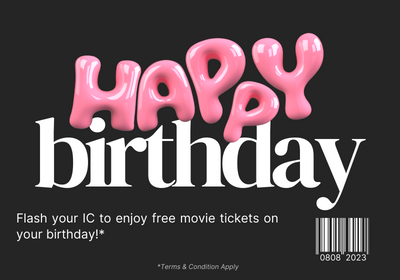 HAPPY
birthday
Flash your IC to enjoy free movie tickets on
your birthday!*
0808 2023
*Terms & Condition Apply